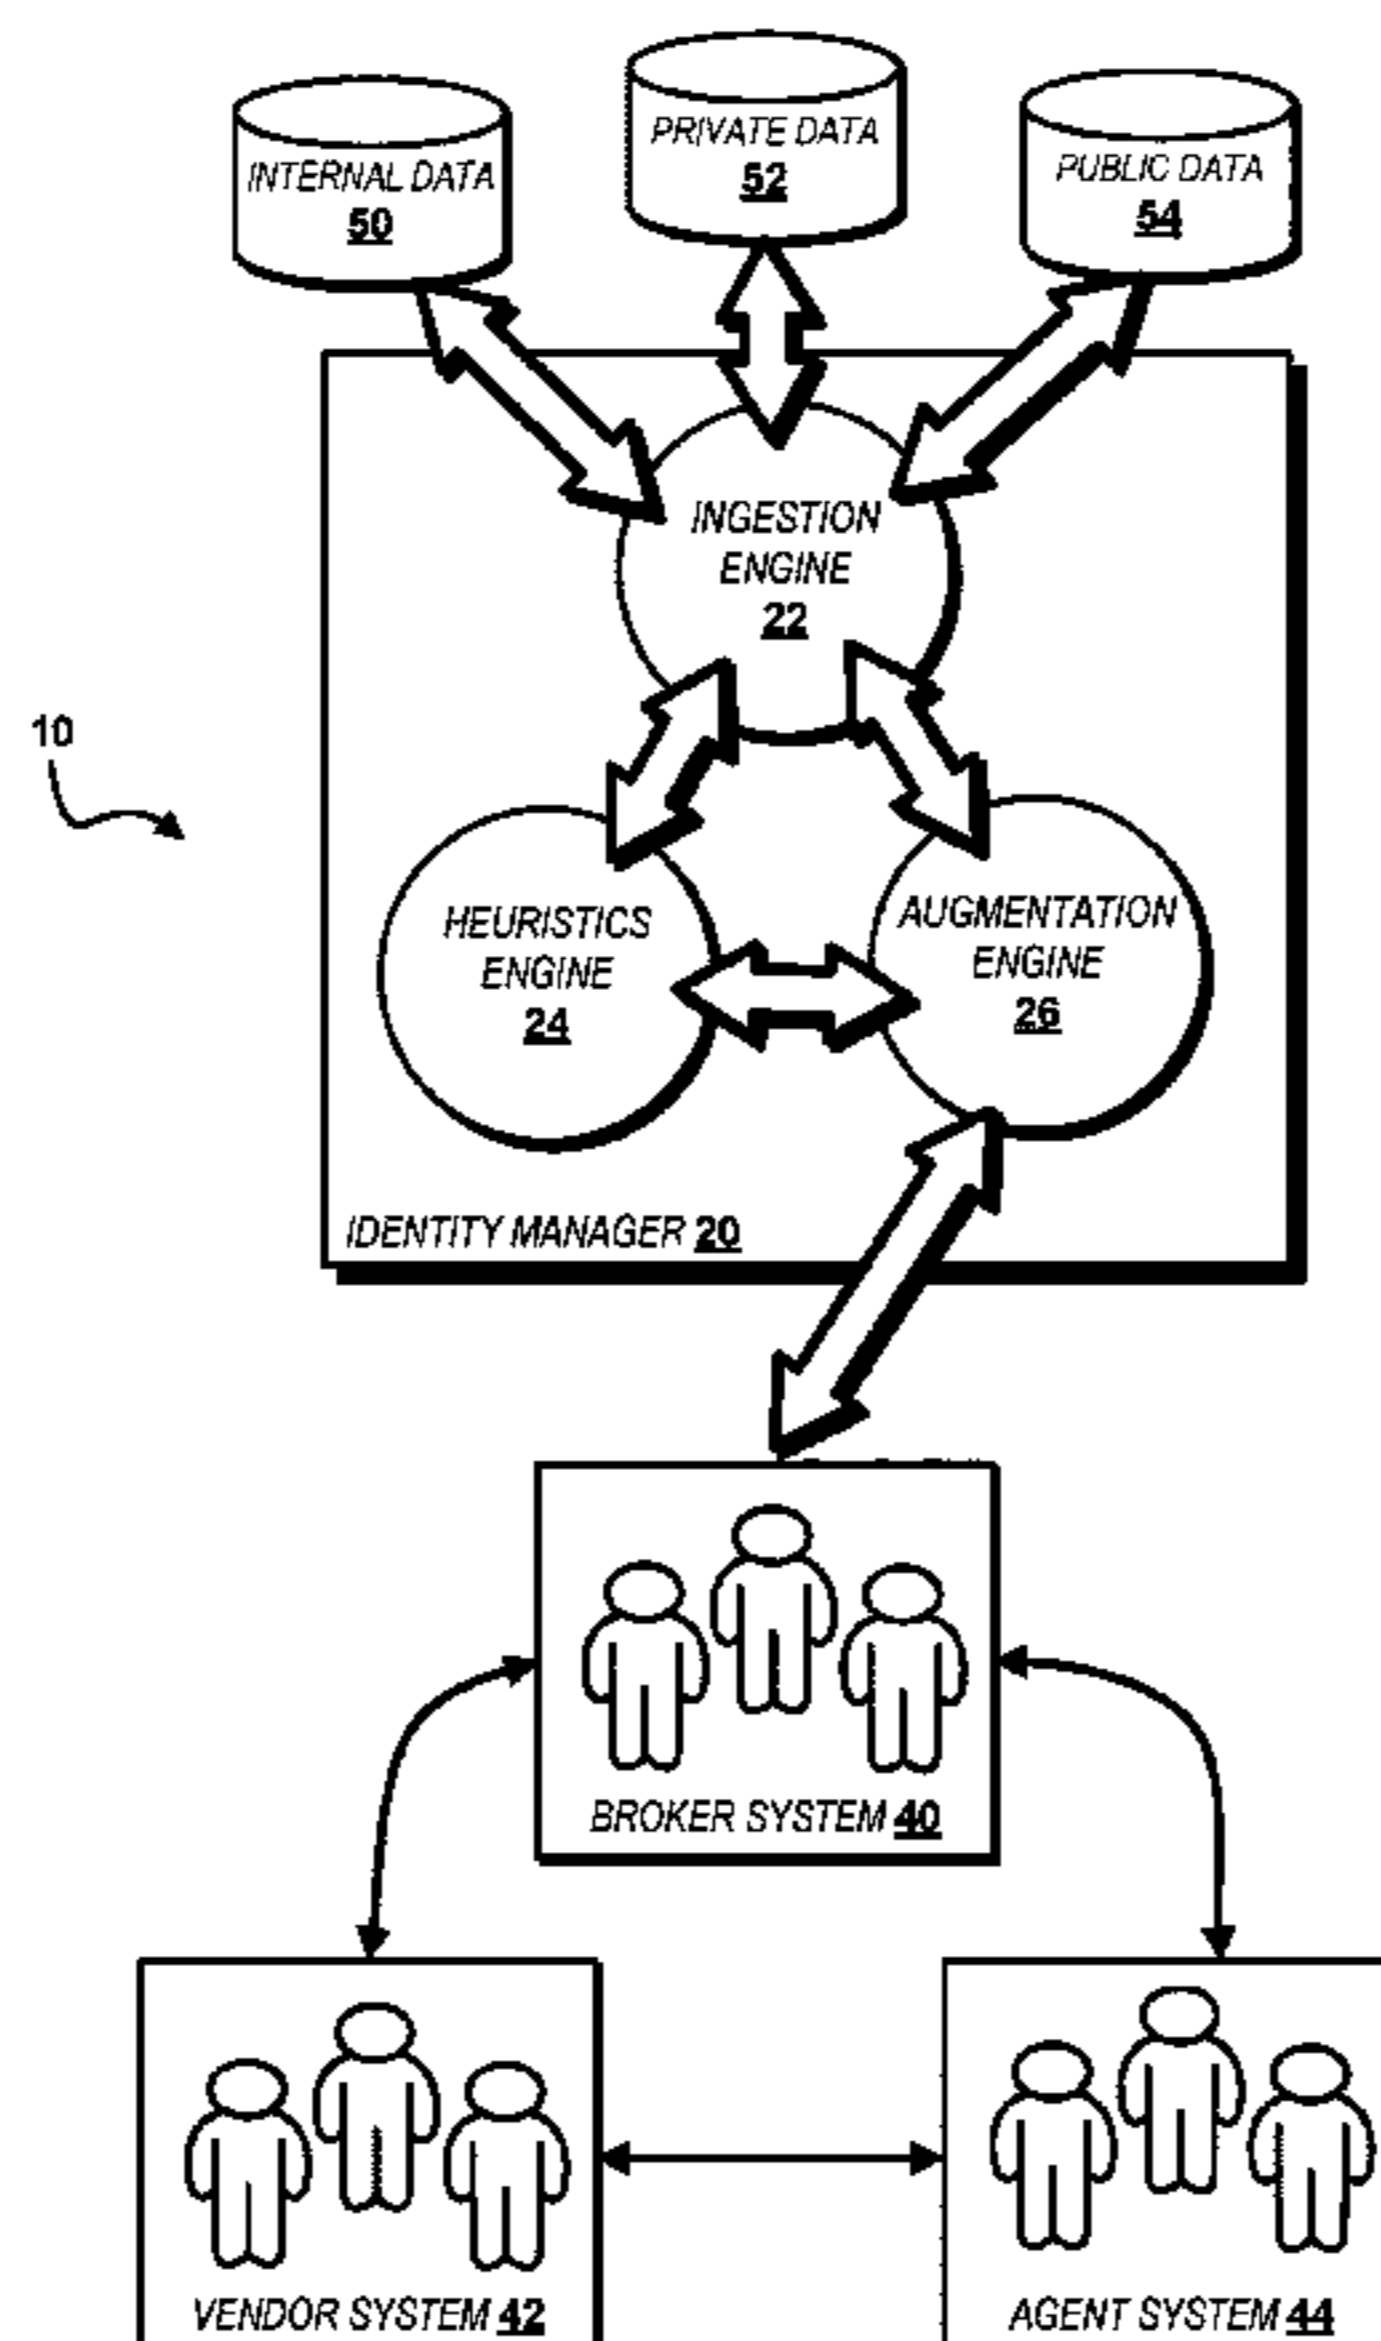 INTERNAL DATA
50
PRIVATE DATA
52
PUBLIC DATA
54
INGESTION
ENGINE
22
10
HEURISTICS
ENGINE
24
AUGMENTATION
ENGINE
26
IDENTITY MANAGER 20
BROKER SYSTEM 40
VENDOR SYSTEM 42
AGENT SYSTEM 44